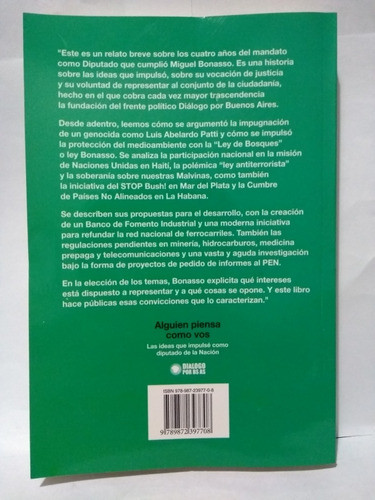 "Este es un relato breve sobre los cuatro años del mandato
como Diputado que cumplió Miguel Bonasso. Es una historia
sobre las ideas que impulsó, sobre su vocación de justicia
y su voluntad de representar al conjunto de la ciudadanía,
hecho en el que cobra cada vez mayor trascendencia
la fundación del frente político Diálogo por Buenos Aires.
Desde adentro, leemos cómo se argumentó la impugnación
de un genocida como Luis Abelardo Patti y cómo se impulsó
la protección del medioambiente con la "Ley de Bosques"
o ley Bonasso. Se analiza la participación nacional en la misión
de Naciones Unidas en Haití, la polémica "ley antiterrorista"
y la soberanía sobre nuestras Malvinas, como también
la iniciativa del STOP Bush! en Mar del Plata y la Cumbre
de Países No Alineados en La Habana.
Se describen sus propuestas para el desarrollo, con la creación
de un Banco de Fomento Industrial y una moderna iniciativa
para refundar la red nacional de ferrocarriles. También las
regulaciones pendientes en minería, hidrocarburos, medicina
prepaga y telecomunicaciones y una vasta y aguda investigación
bajo la forma de proyectos de pedido de informes al PEN.
En la elección de los temas, Bonasso explicita qué intereses
está dispuesto a representar y a qué cosas se opone. Y este libro
hace públicas esas convicciones que lo caracterizan."
Alguien piensa
como vos
Las ideas que impulsé como
diputado de la Nación
DIALOGO
POR BS AS
ISBN 978-987-23977-0-8
9789872397708